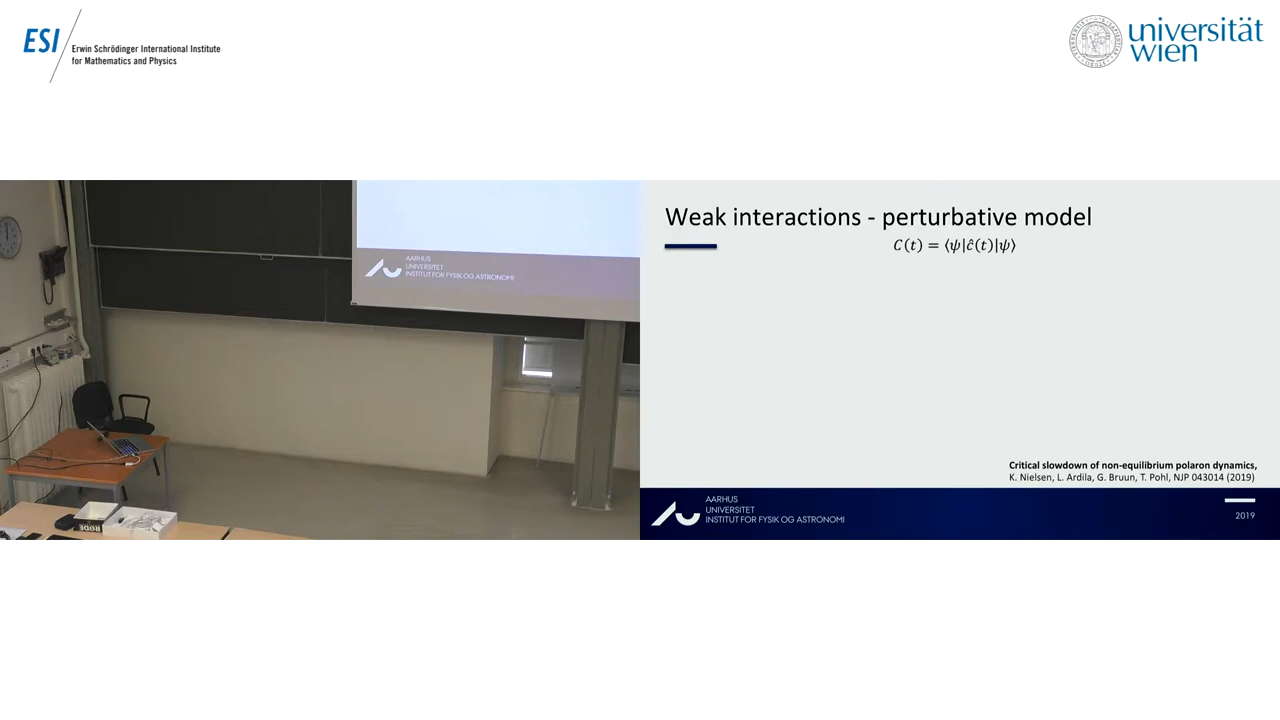 ESI
Erwin Schrödinger International Institute
for Mathematics and Physics
universität
wien
AARHUS
UNIVERSITET
INSTITUT FOR FYSIK OG ASTRONOMI
RØDE
Weak interactions - perturbative model
C(t) = ⟨ψ|ĉ(t)|ψ⟩
Critical slowdown of non-equilibrium polaron dynamics,
K. Nielsen, L. Ardila, G. Bruun, T. Pohl, NJP 043014 (2019)
AARHUS
UNIVERSITET
INSTITUT FOR FYSIK OG ASTRONOMI
2019